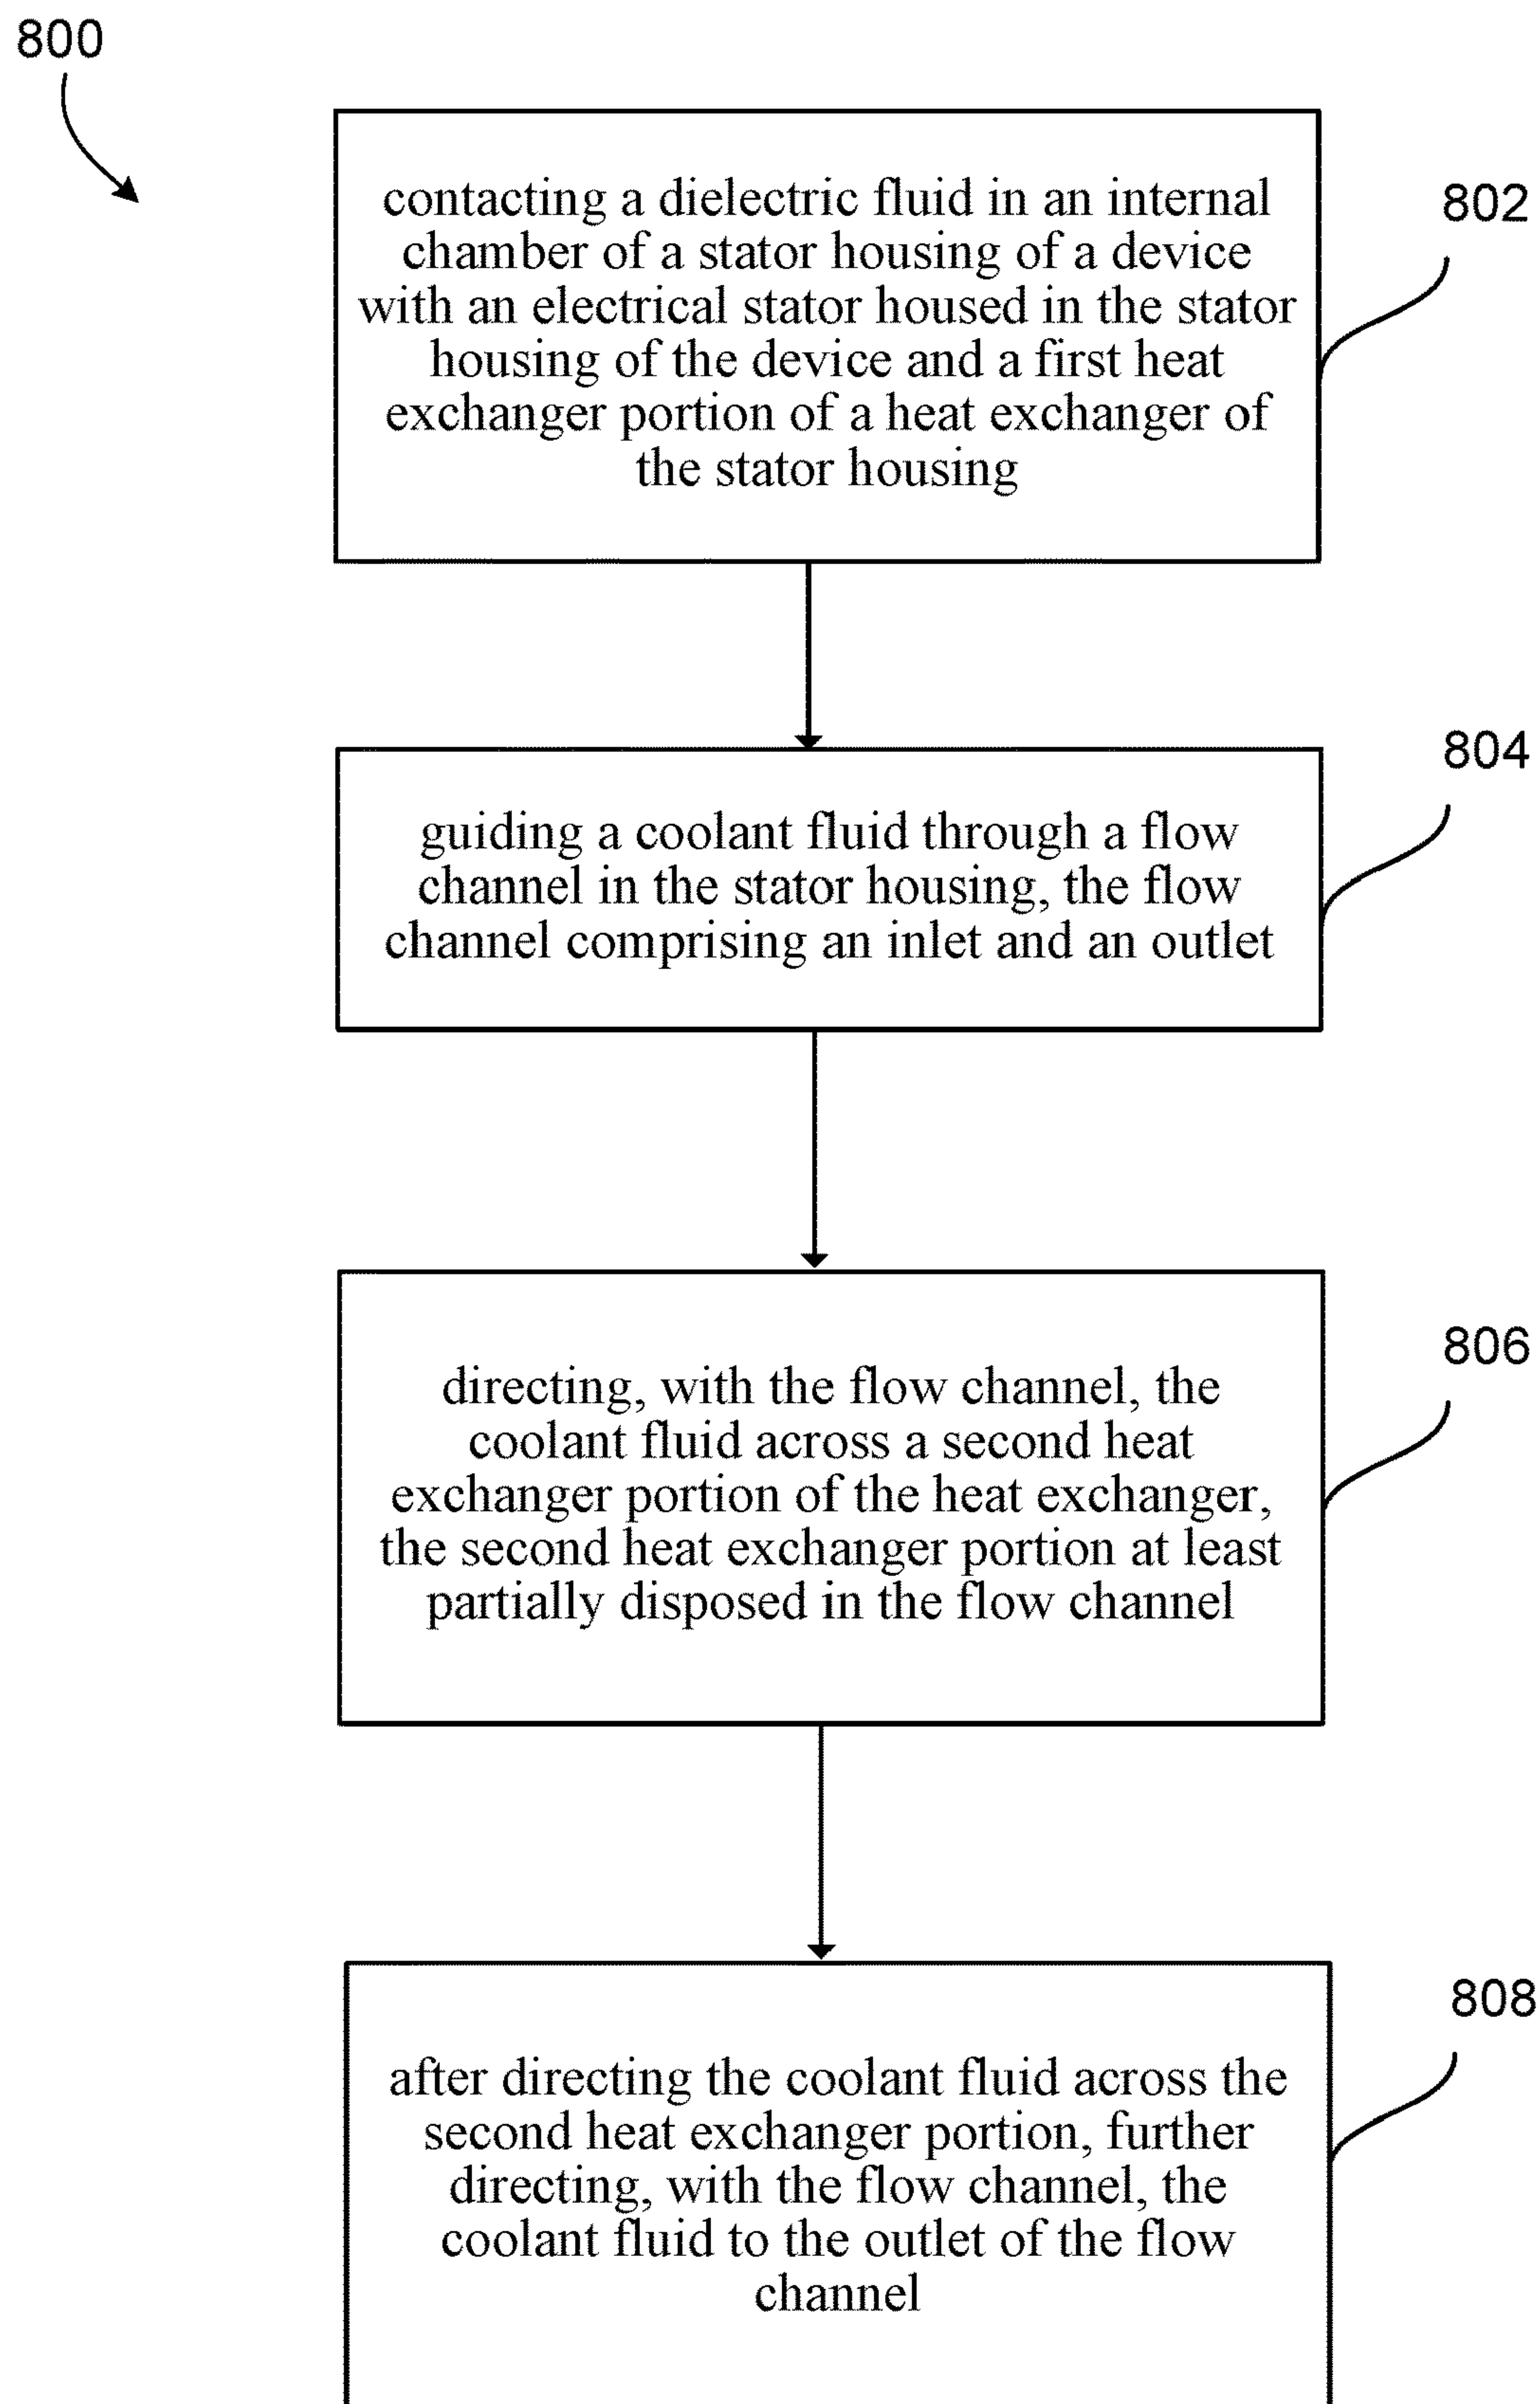 800
contacting a dielectric fluid in an internal
chamber of a stator housing of a device
with an electrical stator housed in the stator
housing of the device and a first heat
exchanger portion of a heat exchanger of
the stator housing
802
guiding a coolant fluid through a flow
channel in the stator housing, the flow
channel comprising an inlet and an outlet
804
directing, with the flow channel, the
coolant fluid across a second heat
exchanger portion of the heat exchanger,
the second heat exchanger portion at least
partially disposed in the flow channel
806
after directing the coolant fluid across the
second heat exchanger portion, further
directing, with the flow channel, the
coolant fluid to the outlet of the flow
channel
808